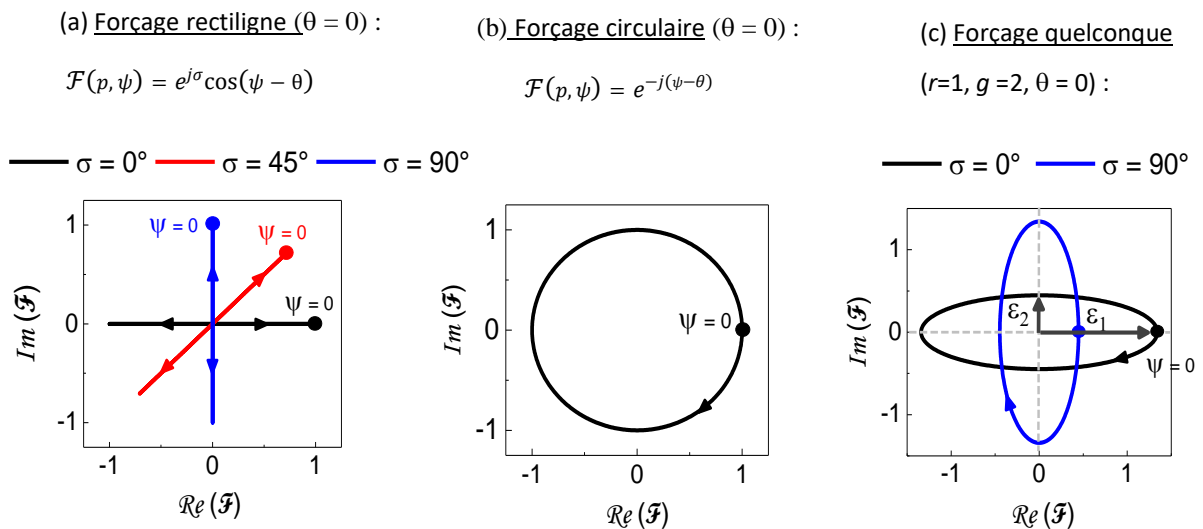 (a) Forçage rectiligne (θ = 0) :
ℱ(p, ψ) = e^{jσ}cos(ψ − θ)
(b) Forçage circulaire (θ = 0) :
ℱ(p, ψ) = e^{−j(ψ−θ)}
(c) Forçage quelconque
(r=1, g =2, θ = 0) :
σ = 0° σ = 45° σ = 90°
σ = 0° σ = 90°
1
0
-1
-1 0 1
ψ = 0
ψ = 0
ψ = 0
Im (ℱ)
Re (ℱ)
1
0
-1
-1 0 1
ψ = 0
Im (ℱ)
Re (ℱ)
1
0
-1
-1 0 1
ε₂
ε₁
ψ = 0
Im (ℱ)
Re (ℱ)